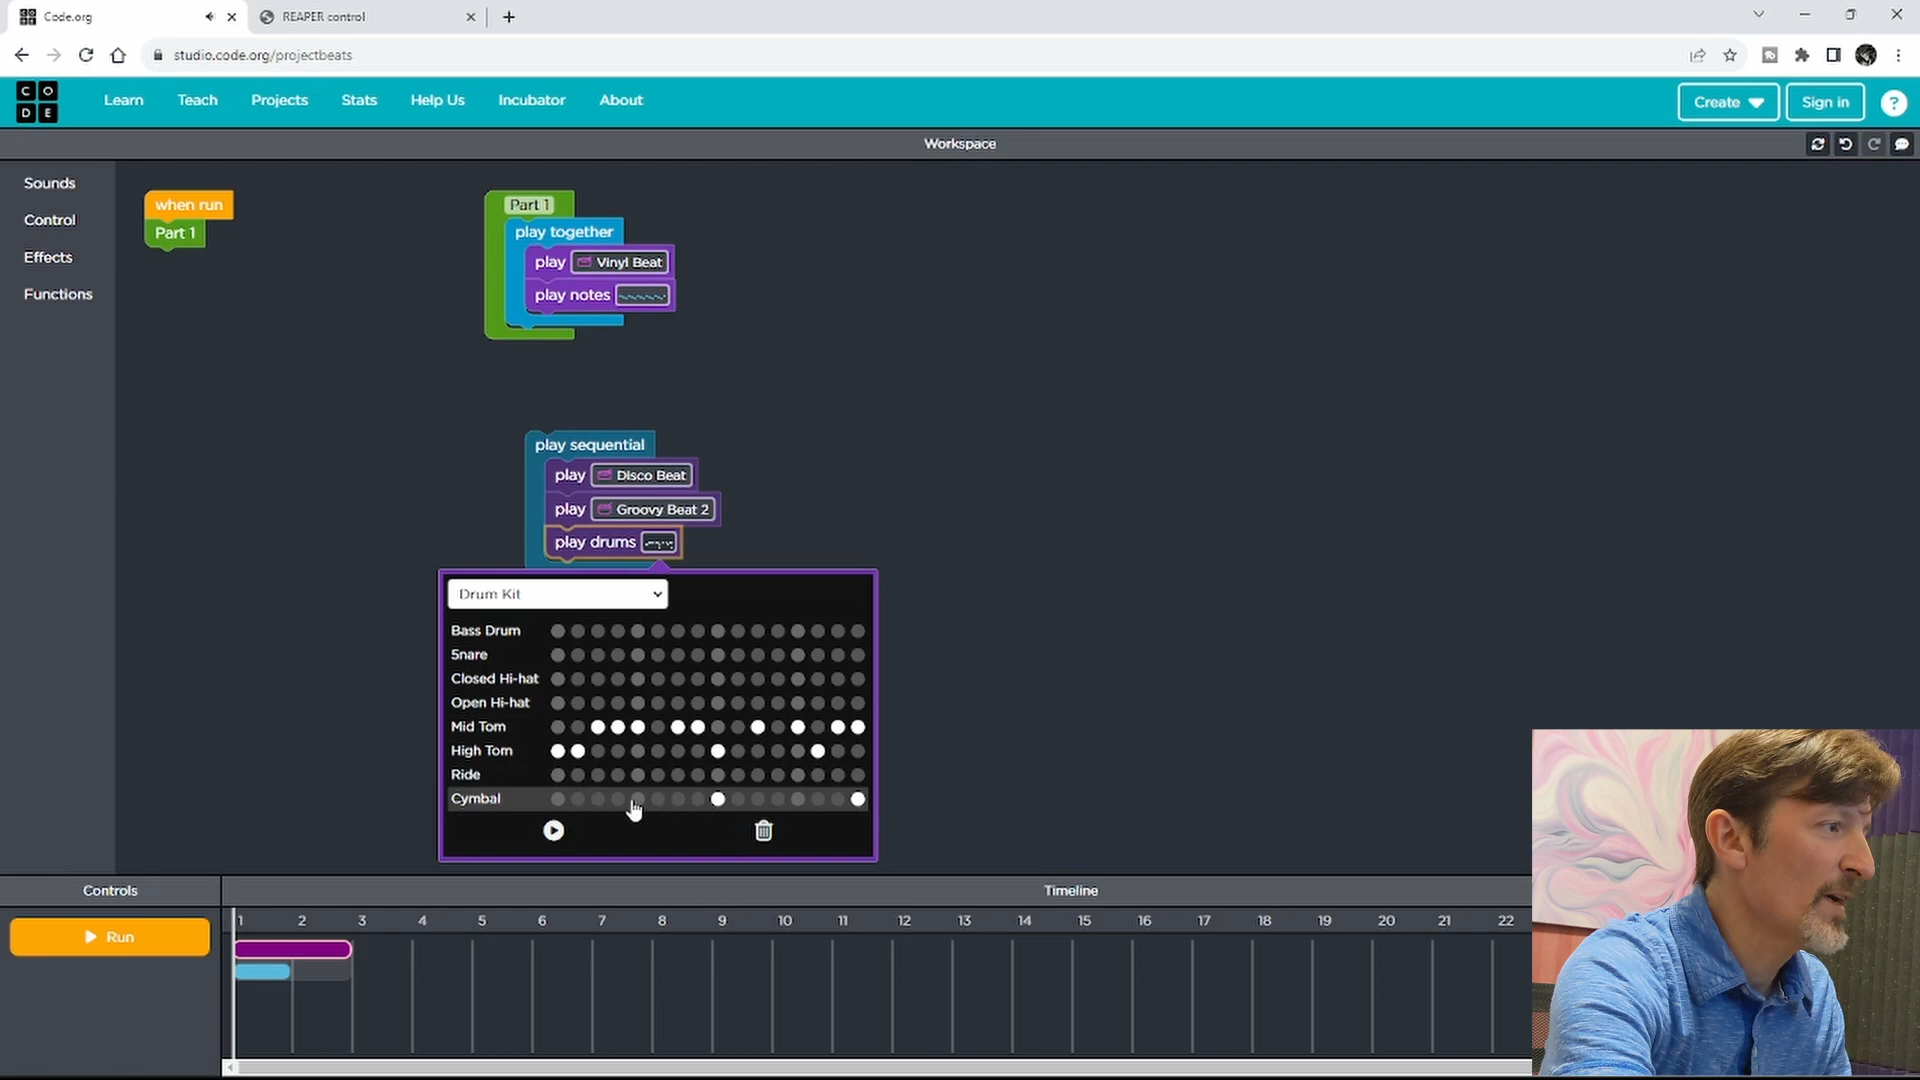 Code.org
REAPER control
studio.code.org/projectbeats
CODE
Learn
Teach
Projects
Stats
Help Us
Incubator
About
Create
Sign in
?
Workspace
Sounds
Control
Effects
Functions
when run
Part 1
Part 1
play together
play Vinyl Beat
play notes
play sequential
play Disco Beat
play Groovy Beat 2
play drums
Drum Kit
Bass Drum
Snare
Closed Hi-hat
Open Hi-hat
Mid Tom
High Tom
Ride
Cymbal
Controls
Timeline
Run
1 2 3 4 5 6 7 8 9 10 11 12 13 14 15 16 17 18 19 20 21 22